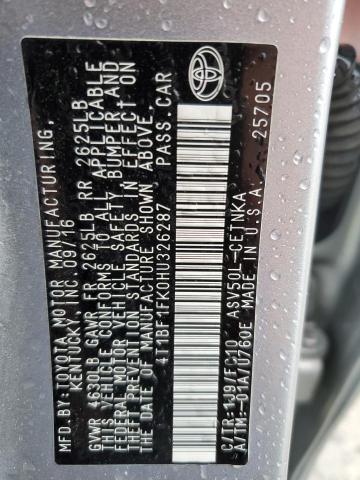 MFD.BY: TOYOTA MOTOR MANUFACTURING,
KENTUCKY, INC. 09/16
GVWR 4630LB GAWR FR 2625LB RR 2625LB
THIS VEHICLE CONFORMS TO ALL APPLICABLE
FEDERAL MOTOR VEHICLE SAFETY, BUMPER, AND
THEFT PREVENTION STANDARDS IN EFFECT ON
THE DATE OF MANUFACTURE SHOWN ABOVE.
4T1BF1FK0HU326287 PASS.CAR
C/TR: 1J9/FC10 ASV50L-CETNKA
A/TM: -01A/U760E MADE IN U.S.A. 25705
TOYOTA